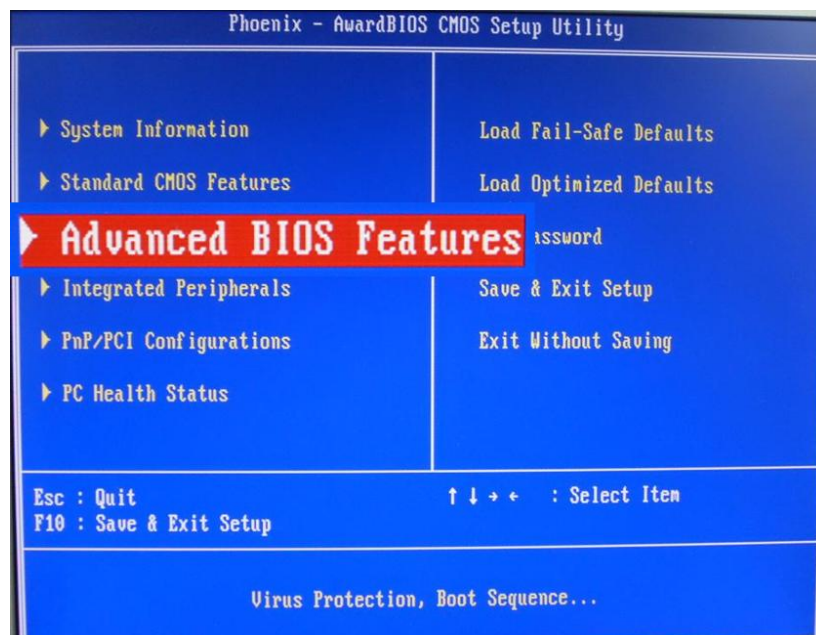 Phoenix - AwardBIOS CMOS Setup Utility
System Information
Standard CMOS Features
Advanced BIOS Features
Integrated Peripherals
PnP/PCI Configurations
PC Health Status
Load Fail-Safe Defaults
Load Optimized Defaults
assword
Save & Exit Setup
Exit Without Saving
Esc : Quit
F10 : Save & Exit Setup
↑ ↓ → ← : Select Item
Virus Protection, Boot Sequence...